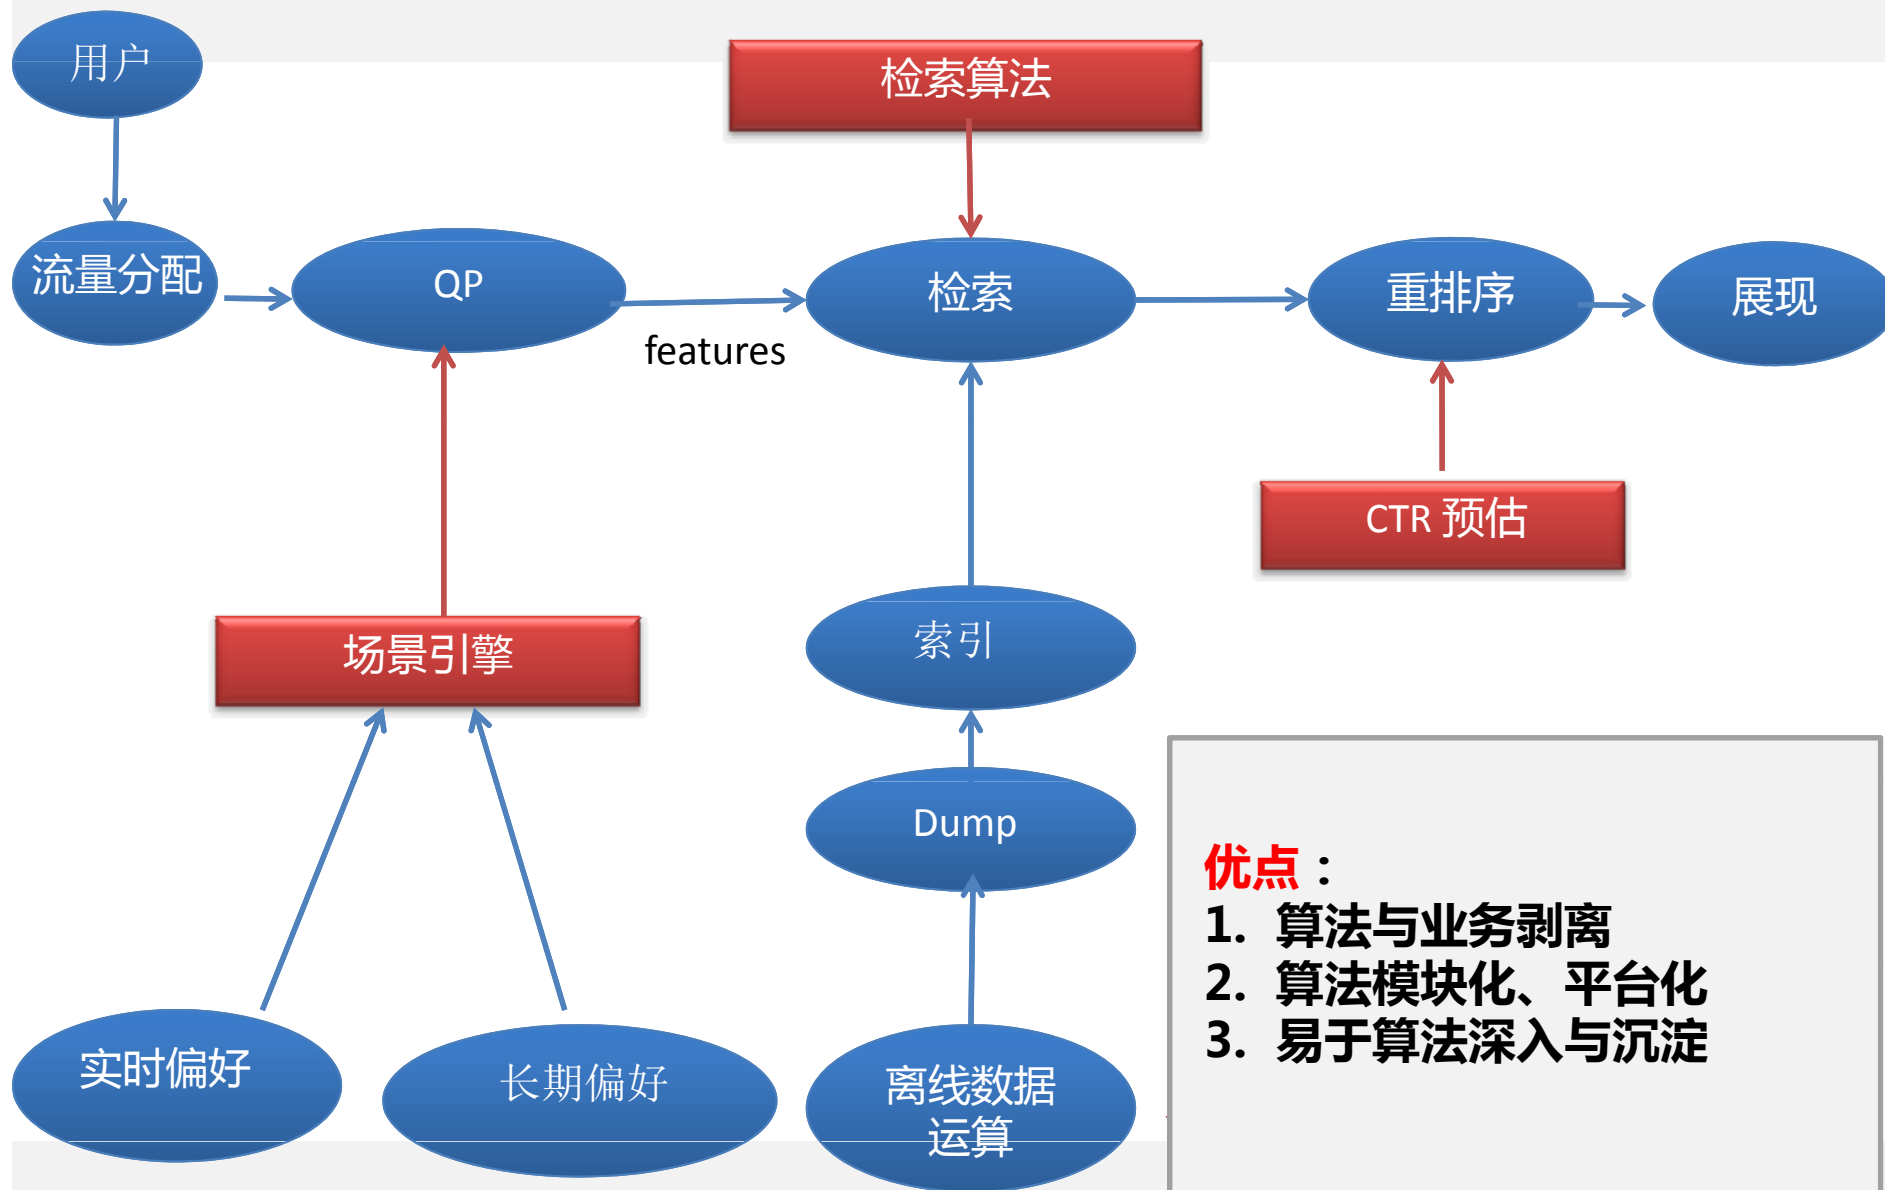 用户
检索算法
流量分配
QP
features
检索
重排序
展现
CTR 预估
场景引擎
索引
Dump
实时偏好
长期偏好
离线数据
运算
优点：
1. 算法与业务剥离
2. 算法模块化、平台化
3. 易于算法深入与沉淀